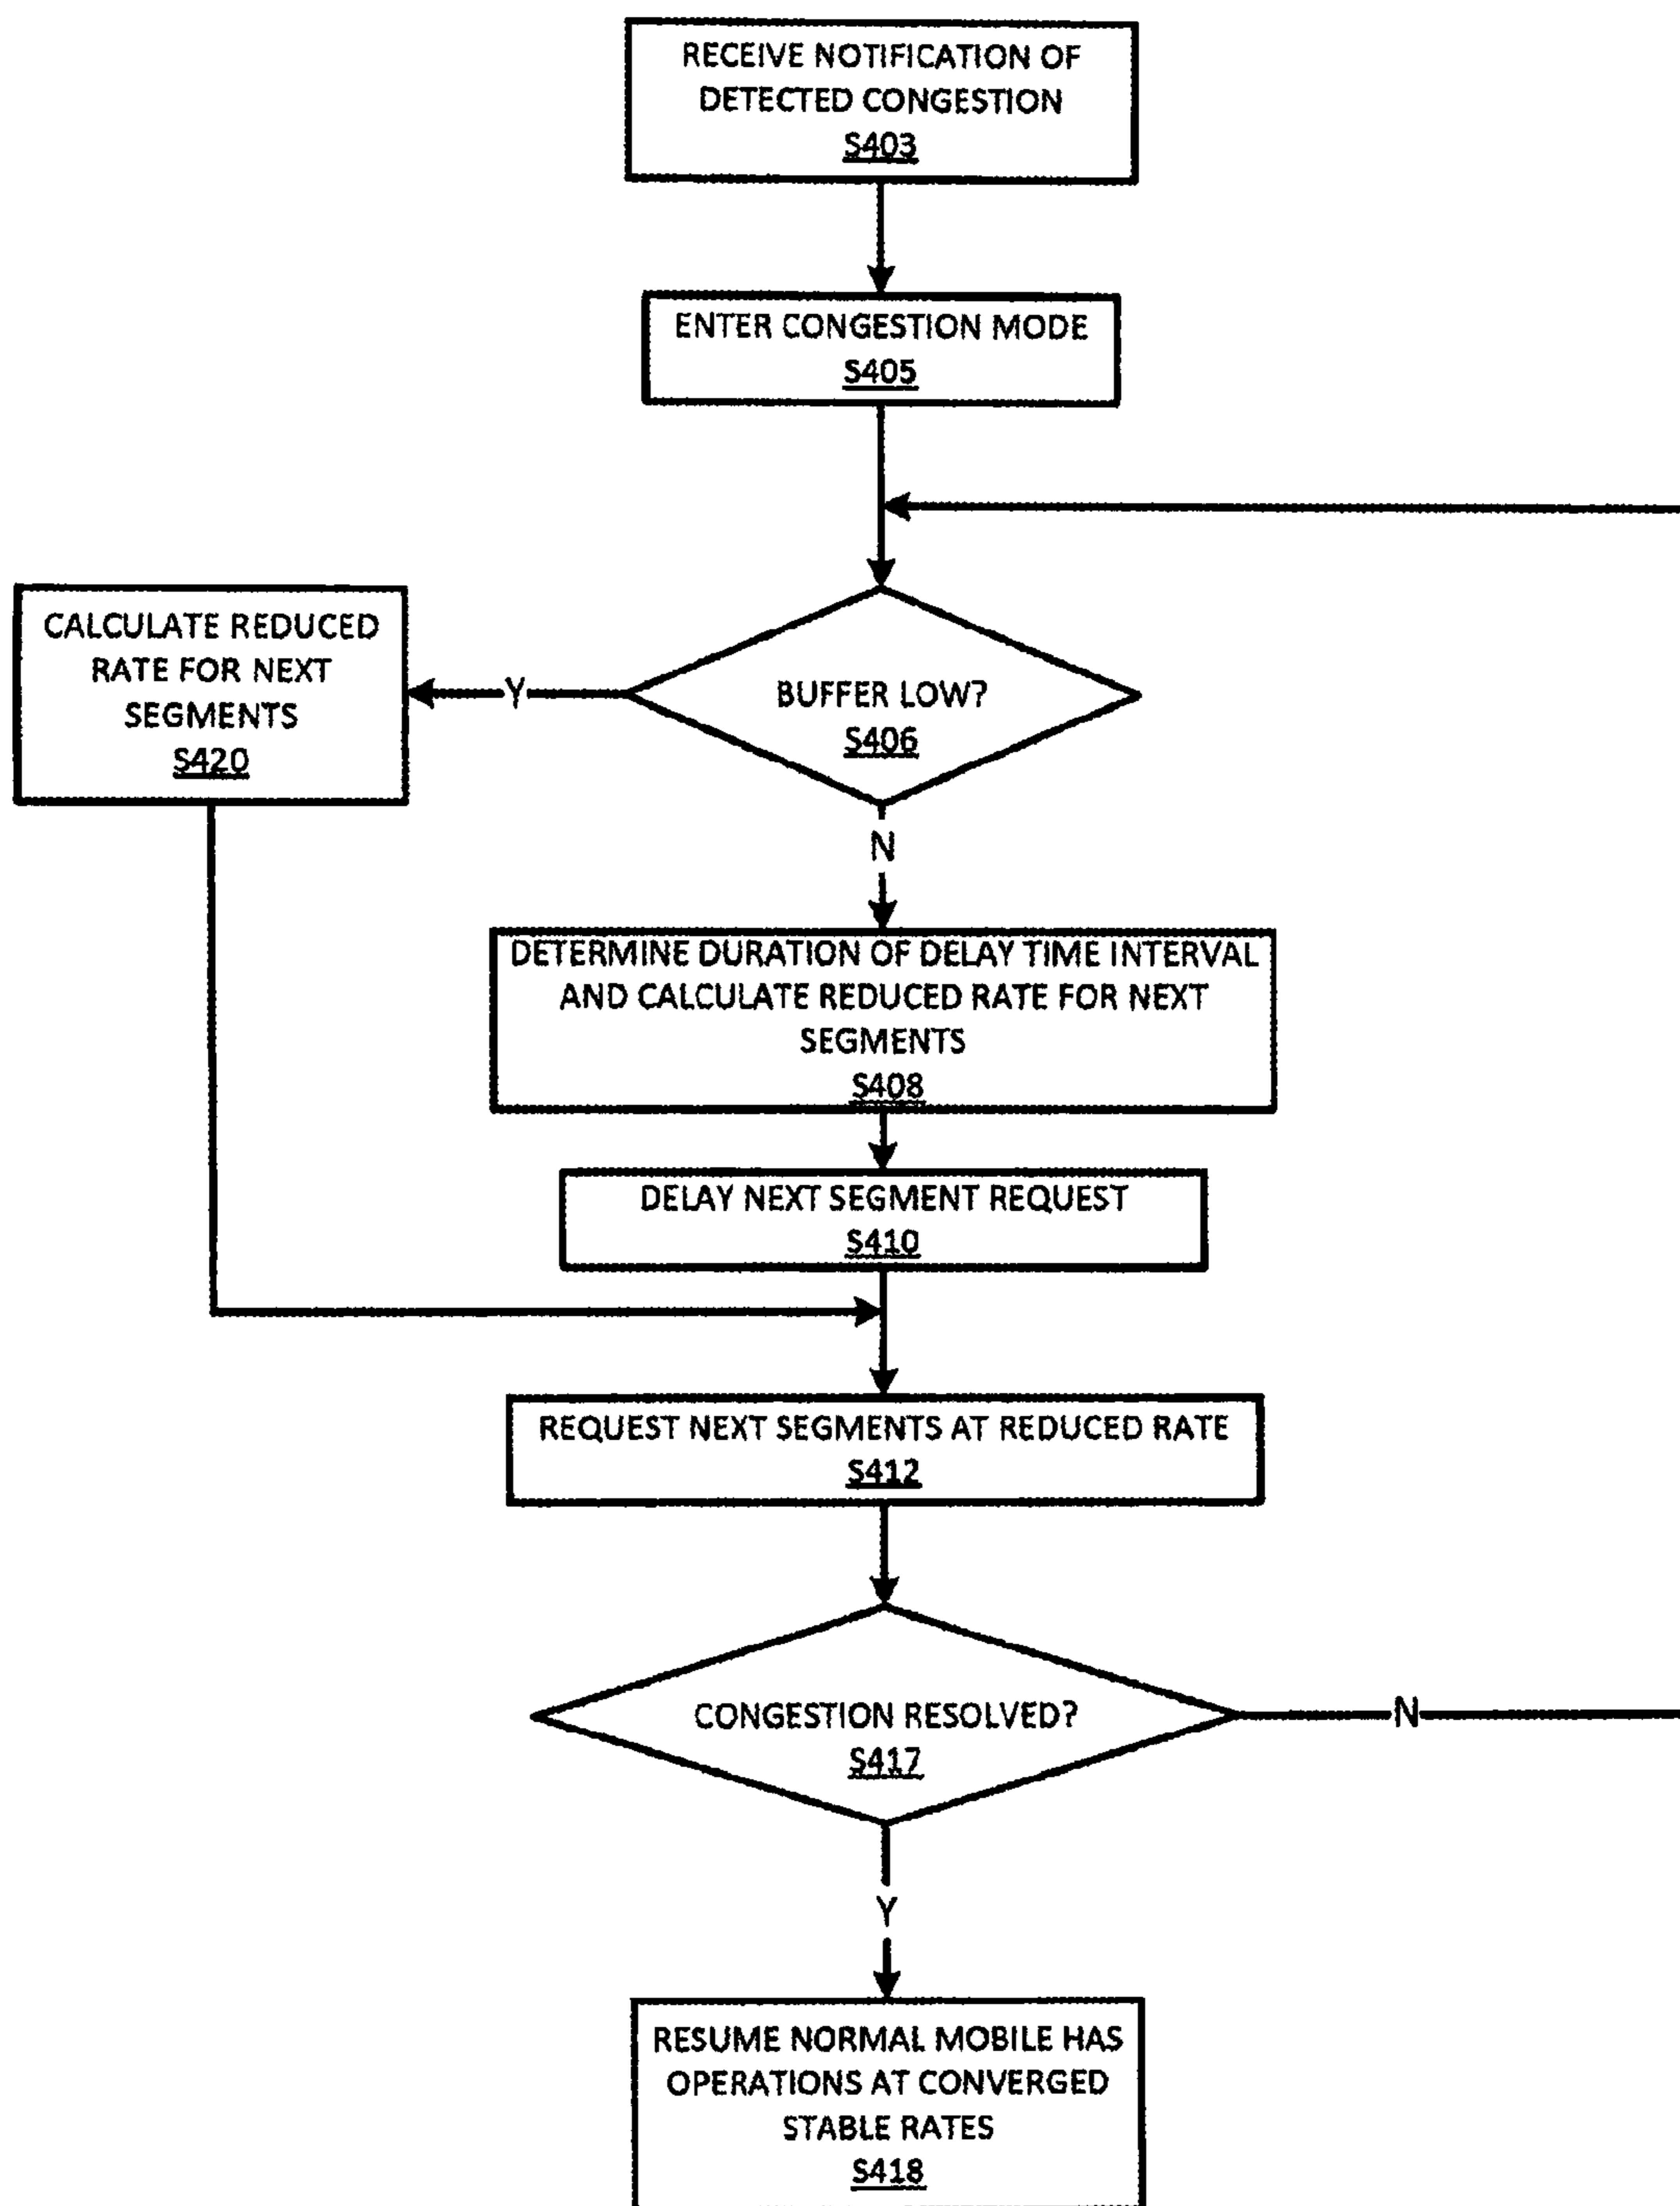 RECEIVE NOTIFICATION OF
DETECTED CONGESTION
S403
ENTER CONGESTION MODE
S405
CALCULATE REDUCED
RATE FOR NEXT
SEGMENTS
S420
Y
BUFFER LOW?
S406
N
DETERMINE DURATION OF DELAY TIME INTERVAL
AND CALCULATE REDUCED RATE FOR NEXT
SEGMENTS
S408
DELAY NEXT SEGMENT REQUEST
S410
REQUEST NEXT SEGMENTS AT REDUCED RATE
S412
CONGESTION RESOLVED?
S417
N
Y
RESUME NORMAL MOBILE HAS
OPERATIONS AT CONVERGED
STABLE RATES
S418